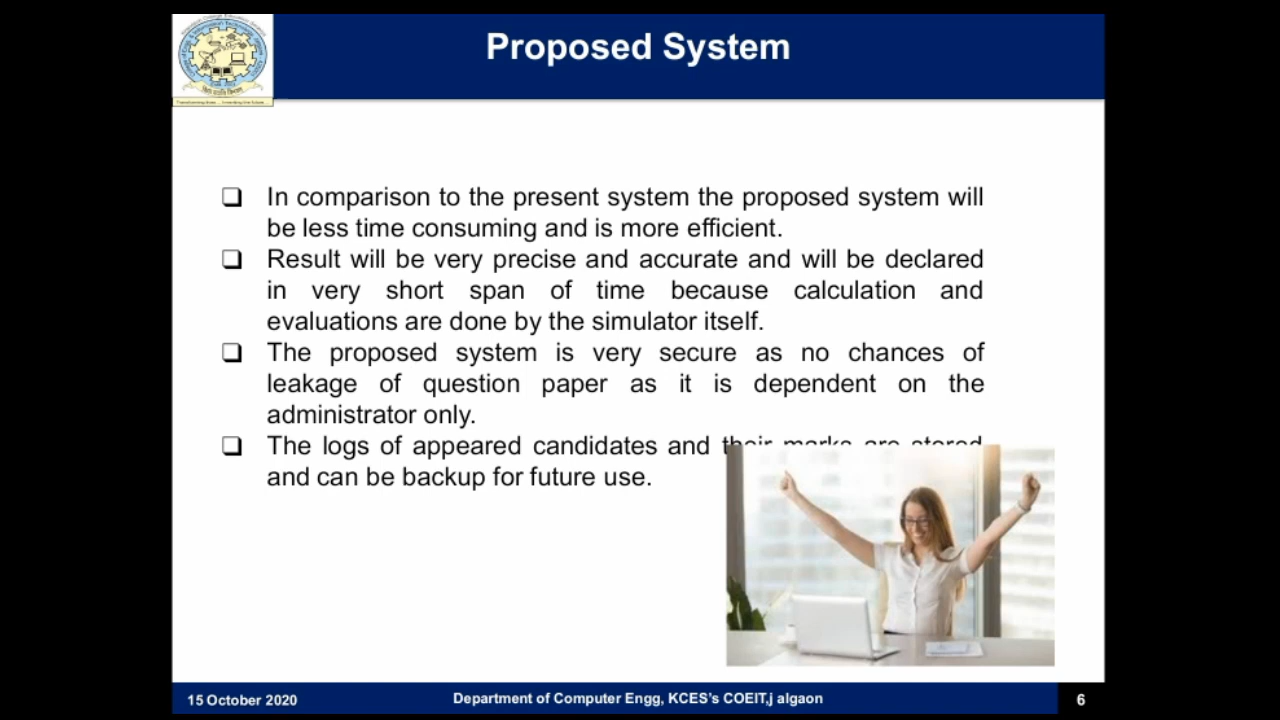 Proposed System
In comparison to the present system the proposed system will
be less time consuming and is more efficient.
Result will be very precise and accurate and will be declared
in very short span of time because calculation and
evaluations are done by the simulator itself.
The proposed system is very secure as no chances of
leakage of question paper as it is dependent on the
administrator only.
The logs of appeared candidates and their marks are stored
and can be backup for future use.
15 October 2020
Department of Computer Engg, KCES's COEIT,j algaon
6